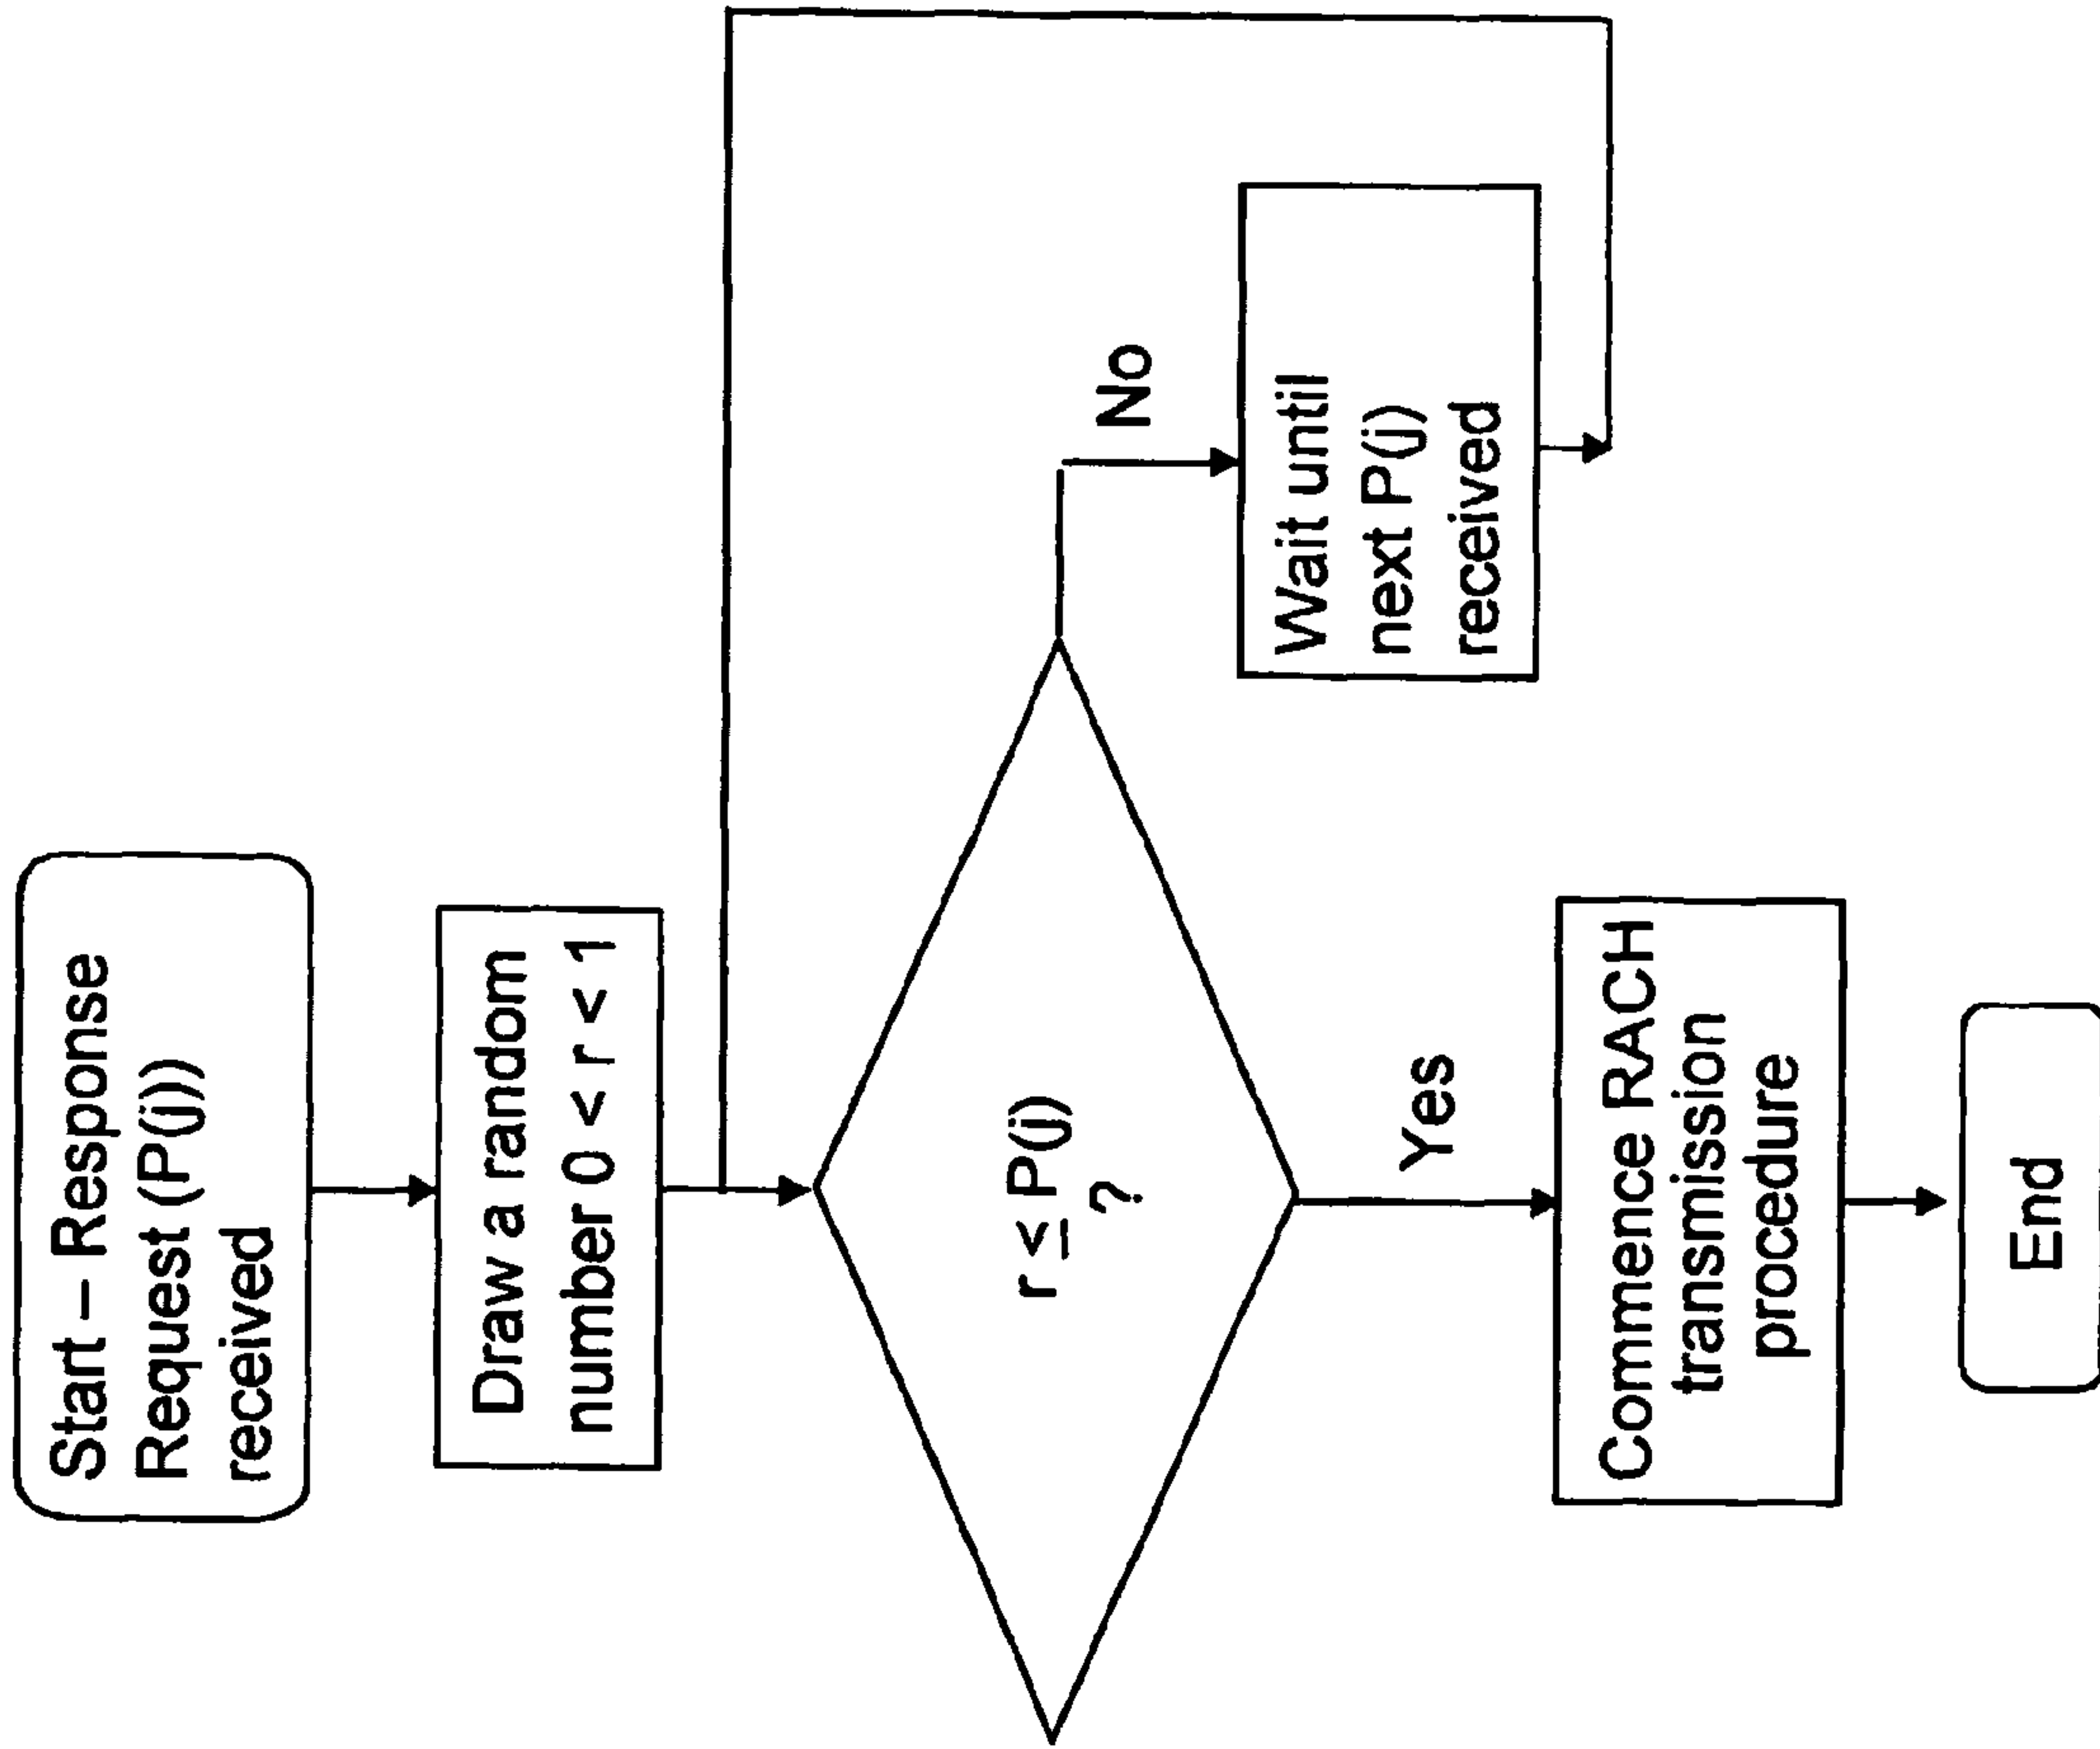 Start – Response
Request (P(j))
received
Draw a random
number 0 < r < 1
r ≤ P(j)
?
No
Wait until
next P(j)
received
Yes
Commence RACH
transmission
procedure
End